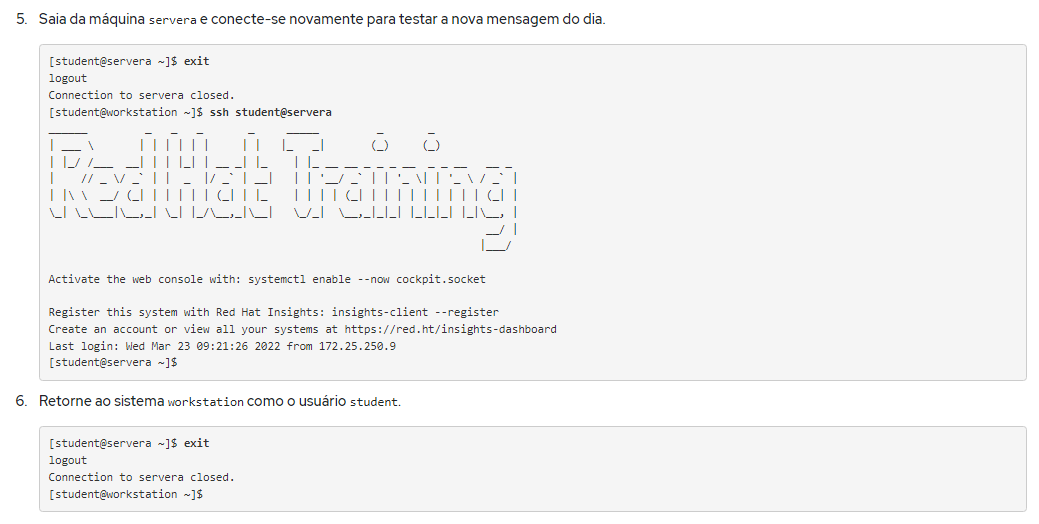 5. Saia da máquina servera e conecte-se novamente para testar a nova mensagem do dia.
[student@servera ~]$ exit
logout
Connection to servera closed.
[student@workstation ~]$ ssh student@servera
RedHat Training
Activate the web console with: systemctl enable --now cockpit.socket
Register this system with Red Hat Insights: insights-client --register
Create an account or view all your systems at https://red.ht/insights-dashboard
Last login: Wed Mar 23 09:21:26 2022 from 172.25.250.9
[student@servera ~]$
6. Retorne ao sistema workstation como o usuário student.
[student@servera ~]$ exit
logout
Connection to servera closed.
[student@workstation ~]$